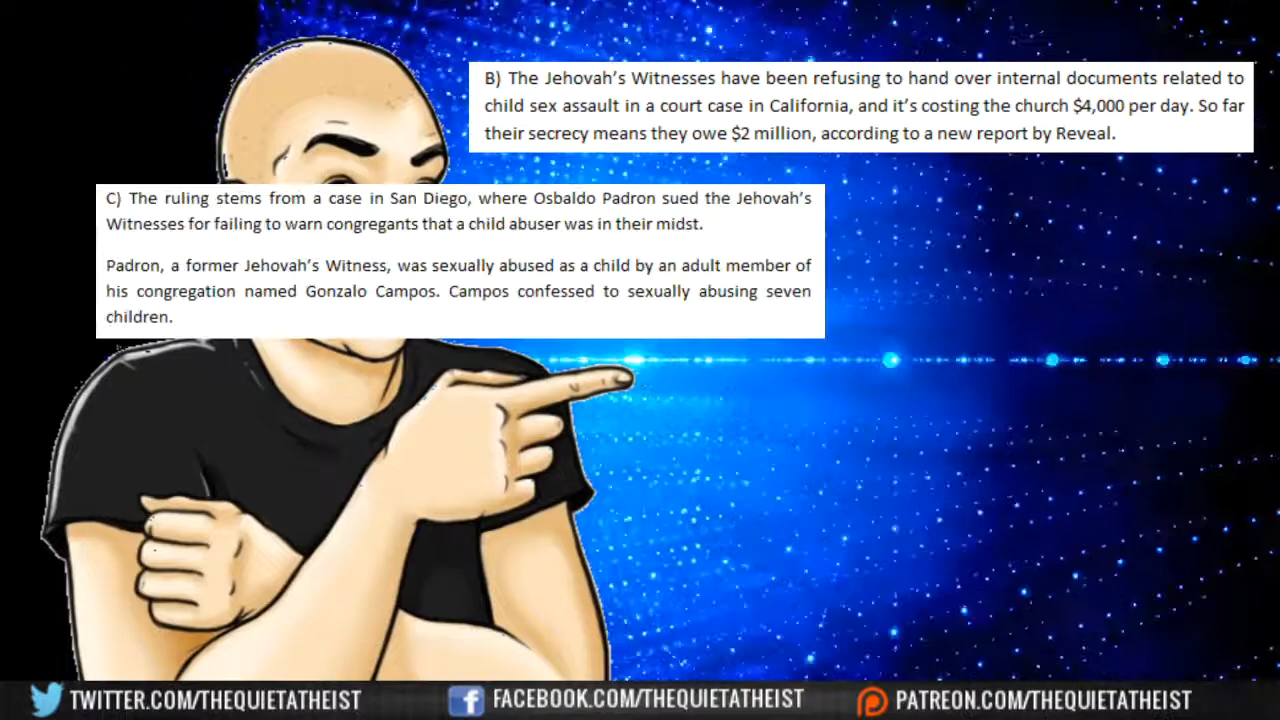 B) The Jehovah's Witnesses have been refusing to hand over internal documents related to
child sex assault in a court case in California, and it's costing the church $4,000 per day. So far
their secrecy means they owe $2 million, according to a new report by Reveal.
C) The ruling stems from a case in San Diego, where Osbaldo Padron sued the Jehovah's
Witnesses for failing to warn congregants that a child abuser was in their midst.
Padron, a former Jehovah's Witness, was sexually abused as a child by an adult member of
his congregation named Gonzalo Campos. Campos confessed to sexually abusing seven
children.
TWITTER.COM/THEQUIETATHEIST FACEBOOK.COM/THEQUIETATHEIST PATREON.COM/THEQUIETATHEIST